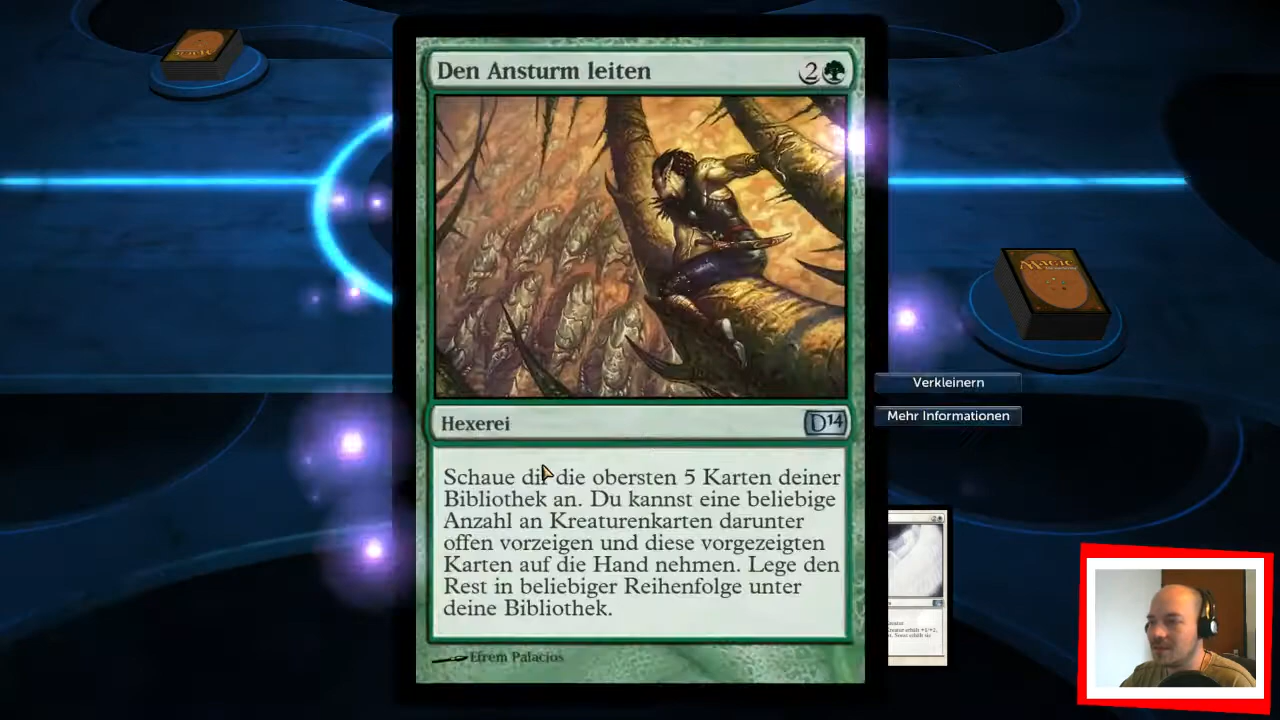 Den Ansturm leiten
2
Hexerei
D14
Schaue dir die obersten 5 Karten deiner
Bibliothek an. Du kannst eine beliebige
Anzahl an Kreaturenkarten darunter
offen vorzeigen und diese vorgezeigten
Karten auf die Hand nehmen. Lege den
Rest in beliebiger Reihenfolge unter
deine Bibliothek.
Efrem Palacios
Magic
Verkleinern
Mehr Informationen